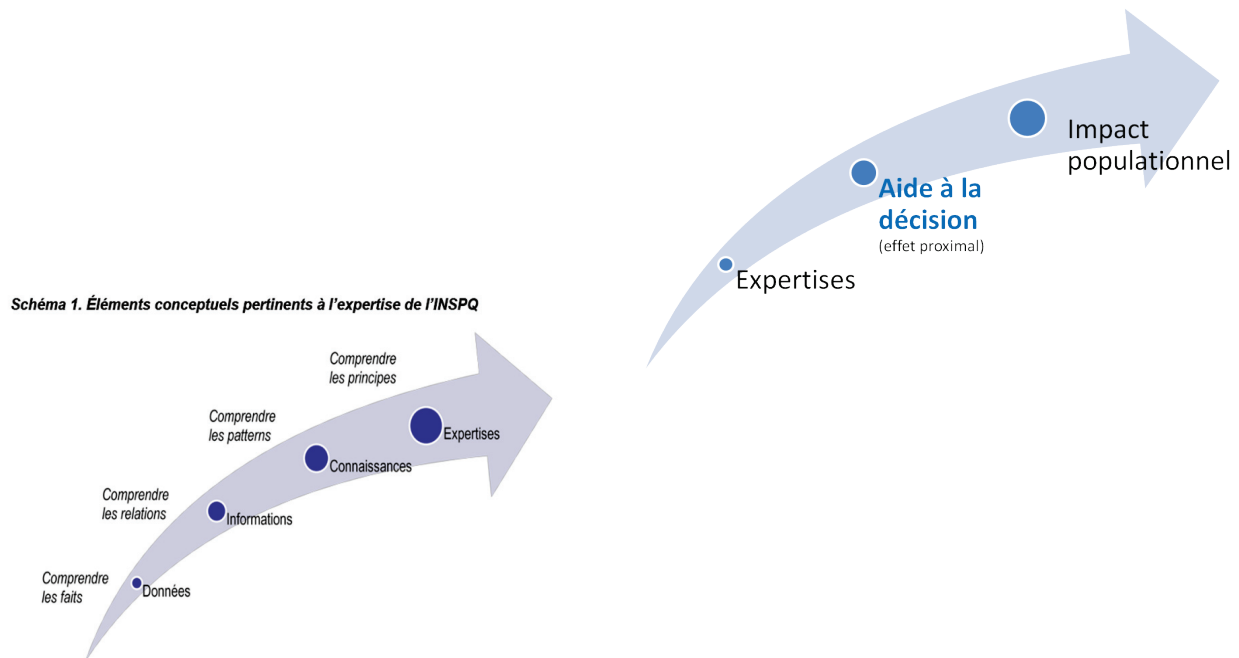 Impact
populationnel
Aide à la
décision
(effet proximal)
Expertises
Schéma 1. Éléments conceptuels pertinents à l'expertise de l'INSPQ
Comprendre
les principes
Expertises
Comprendre
les patterns
Connaissances
Comprendre
les relations
Informations
Comprendre
les faits
Données